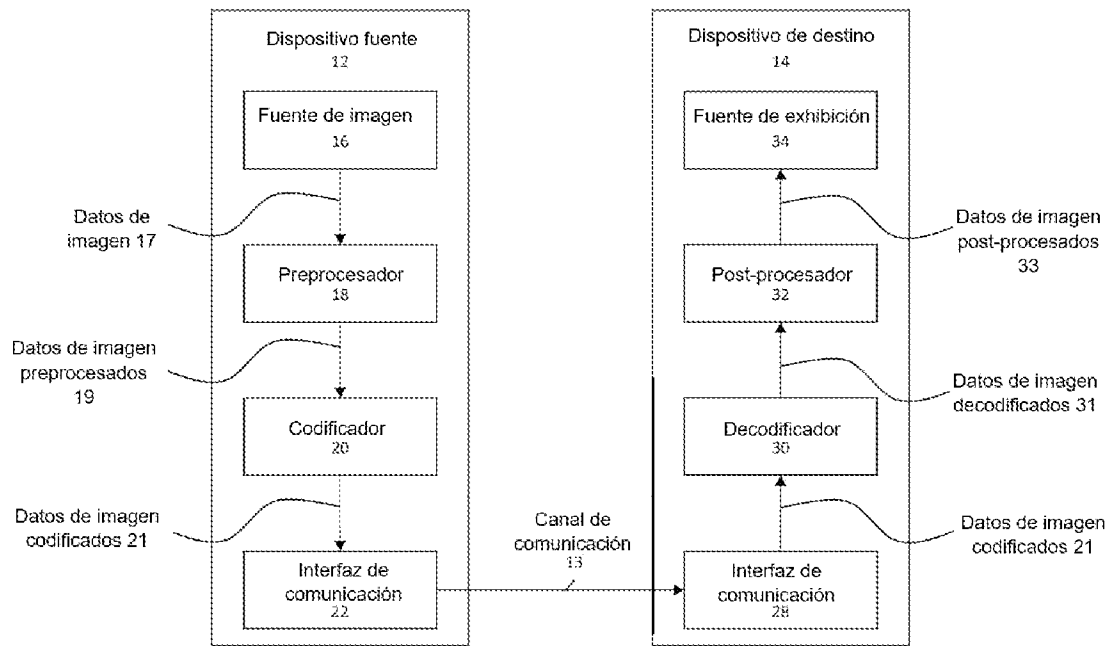 Dispositivo fuente
12
Fuente de imagen
16
Datos de
imagen 17
Preprocesador
18
Datos de imagen
preprocesados
19
Codificador
20
Datos de imagen
codificados 21
Interfaz de
comunicación
22
Canal de
comunicación
13
Dispositivo de destino
14
Fuente de exhibición
34
Datos de imagen
post-procesados
33
Post-procesador
32
Datos de imagen
decodificados 31
Decodificador
30
Datos de imagen
codificados 21
Interfaz de
comunicación
28